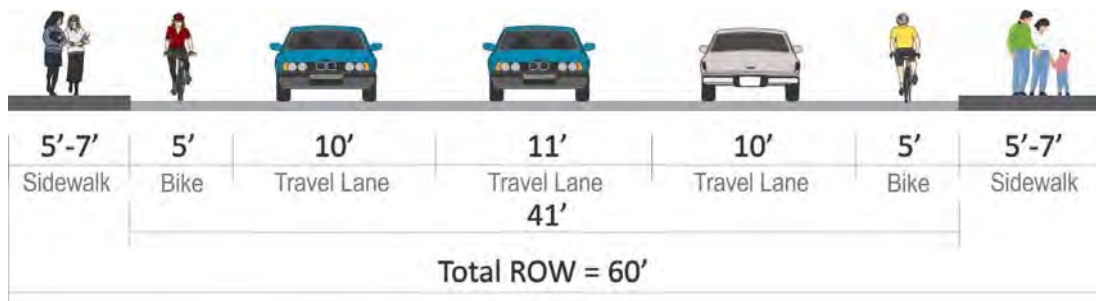 5’-7’ 5’ 10’ 11’ 10’ 5’ 5’-7’
Sidewalk Bike Travel Lane Travel Lane Travel Lane Bike Sidewalk
41’
Total ROW = 60’